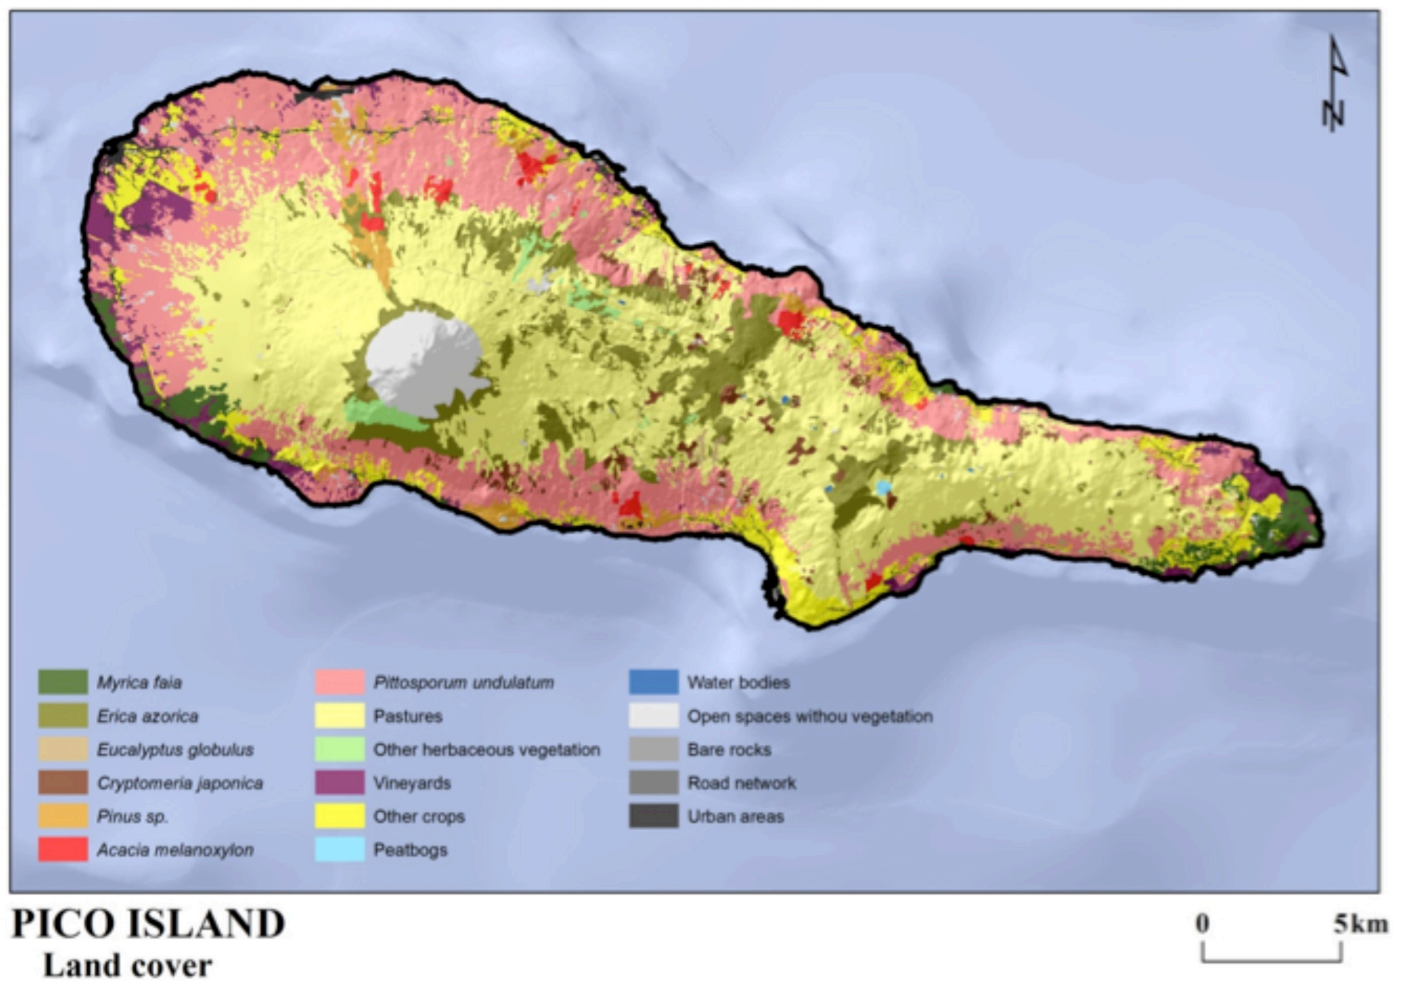 N
Myrica faia
Erica azorica
Eucalyptus globulus
Cryptomeria japonica
Pinus sp.
Acacia melanoxylon
Pittosporum undulatum
Pastures
Other herbaceous vegetation
Vineyards
Other crops
Peatbogs
Water bodies
Open spaces withou vegetation
Bare rocks
Road network
Urban areas
PICO ISLAND
Land cover
0 5km